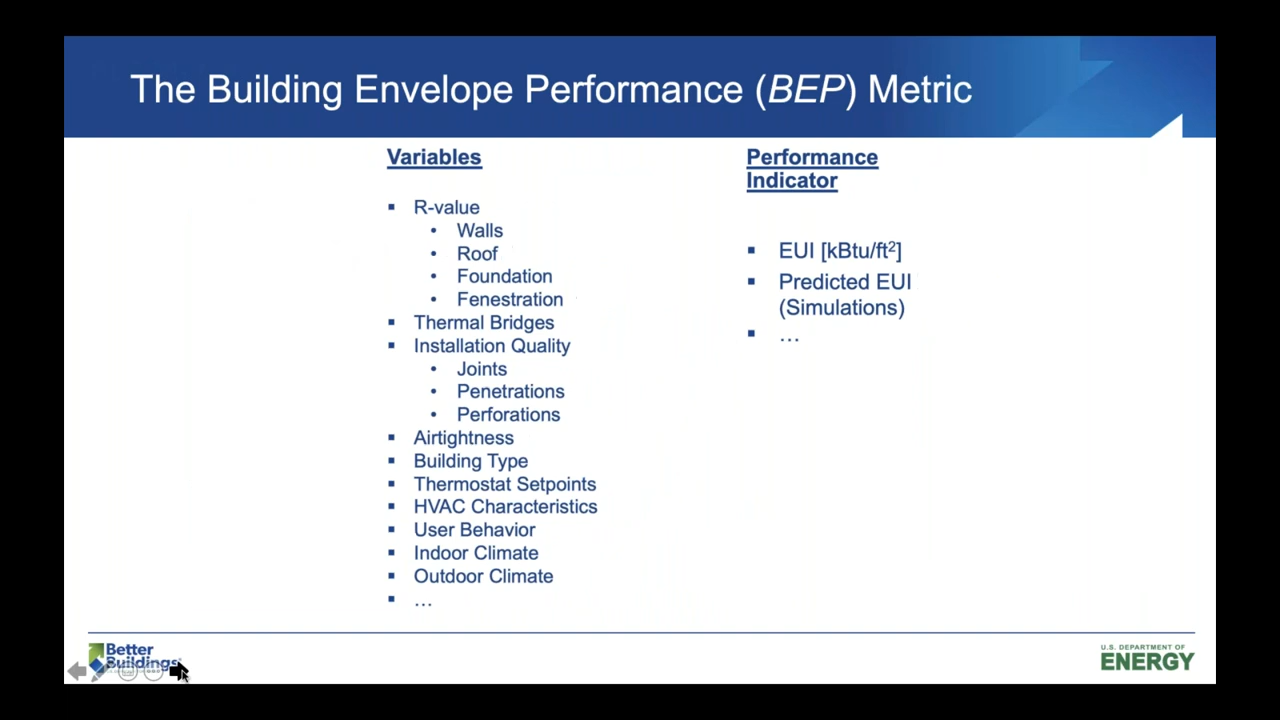 The Building Envelope Performance (BEP) Metric
Variables
R-value
Walls
Roof
Foundation
Fenestration
Thermal Bridges
Installation Quality
Joints
Penetrations
Perforations
Airtightness
Building Type
Thermostat Setpoints
HVAC Characteristics
User Behavior
Indoor Climate
Outdoor Climate
…
Performance
Indicator
EUI [kBtu/ft²]
Predicted EUI
(Simulations)
…
Better
Buildings
U.S. DEPARTMENT OF
ENERGY